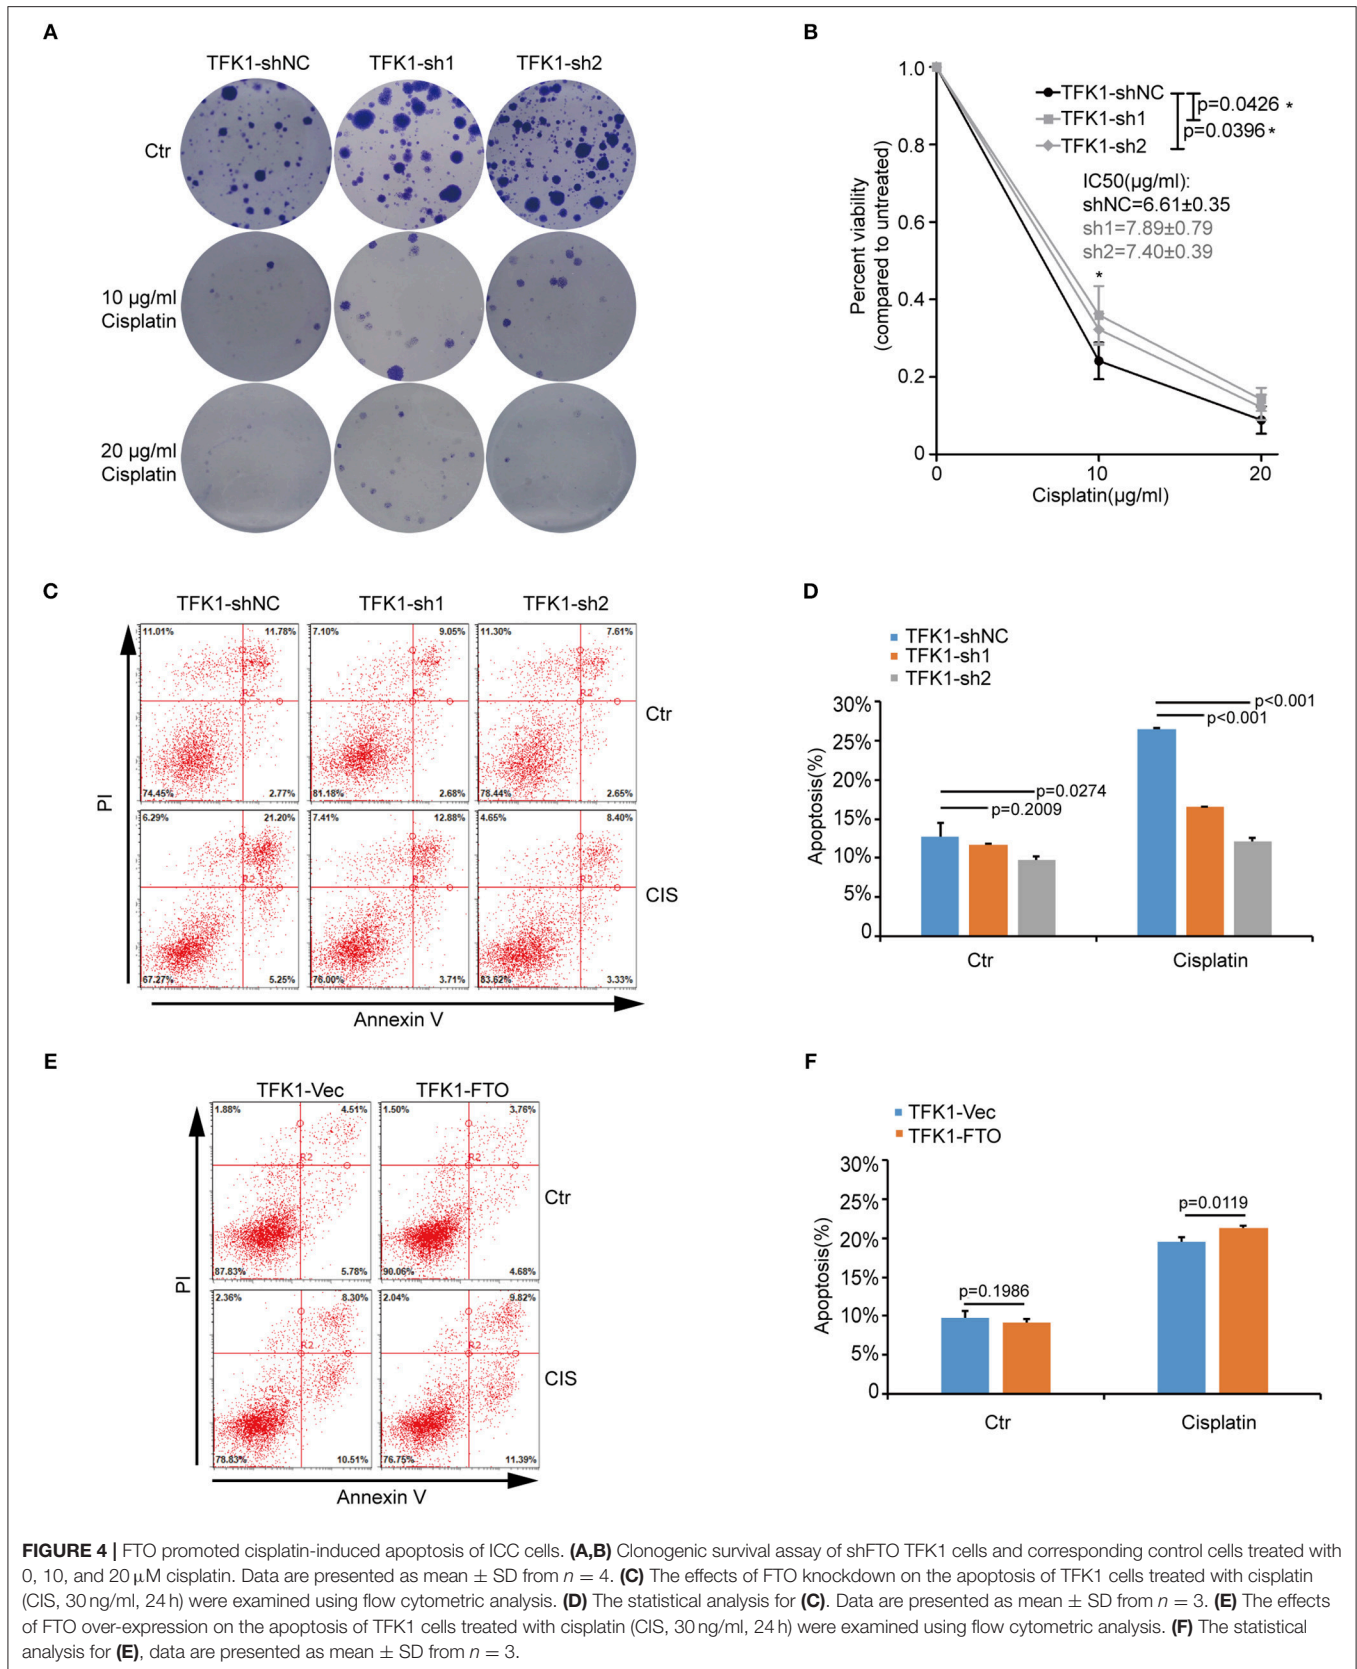 A
TFK1-shNC TFK1-sh1 TFK1-sh2
Ctr
10 µg/ml
Cisplatin
20 µg/ml
Cisplatin
B
1.0
0.8
0.6
0.4
0.2
0
0 10 20
Percent viability
(compared to untreated)
Cisplatin(µg/ml)
TFK1-shNC
TFK1-sh1
TFK1-sh2
p=0.0426 *
p=0.0396 *
IC50(µg/ml):
shNC=6.61±0.35
sh1=7.89±0.79
sh2=7.40±0.39
*
C
TFK1-shNC TFK1-sh1 TFK1-sh2
11.01% 11.78% 7.10% 9.05% 11.30% 7.61%
R2 R2 R2
Ctr
74.45% 2.77% 81.18% 2.68% 78.44% 2.65%
6.29% 21.20% 7.41% 12.88% 4.65% 8.40%
R2 R2 R2
CIS
67.27% 5.25% 76.00% 3.71% 83.62% 3.33%
PI
Annexin V
D
TFK1-shNC
TFK1-sh1
TFK1-sh2
30%
25%
20%
15%
10%
5%
0
Apoptosis(%)
p<0.001
p<0.001
p=0.0274
p=0.2009
Ctr Cisplatin
E
TFK1-Vec TFK1-FTO
1.88% 4.51% 1.50% 3.76%
R2 R2
Ctr
87.83% 5.78% 90.06% 4.68%
2.36% 8.30% 2.04% 9.82%
R2 R2
CIS
78.83% 10.51% 76.75% 11.39%
PI
Annexin V
F
TFK1-Vec
TFK1-FTO
30%
25%
20%
15%
10%
5%
0
Apoptosis(%)
p=0.0119
p=0.1986
Ctr Cisplatin
FIGURE 4 | FTO promoted cisplatin-induced apoptosis of ICC cells. (A,B) Clonogenic survival assay of shFTO TFK1 cells and corresponding control cells treated with
0, 10, and 20 µM cisplatin. Data are presented as mean ± SD from n = 4. (C) The effects of FTO knockdown on the apoptosis of TFK1 cells treated with cisplatin
(CIS, 30 ng/ml, 24 h) were examined using flow cytometric analysis. (D) The statistical analysis for (C). Data are presented as mean ± SD from n = 3. (E) The effects
of FTO over-expression on the apoptosis of TFK1 cells treated with cisplatin (CIS, 30 ng/ml, 24 h) were examined using flow cytometric analysis. (F) The statistical
analysis for (E), data are presented as mean ± SD from n = 3.